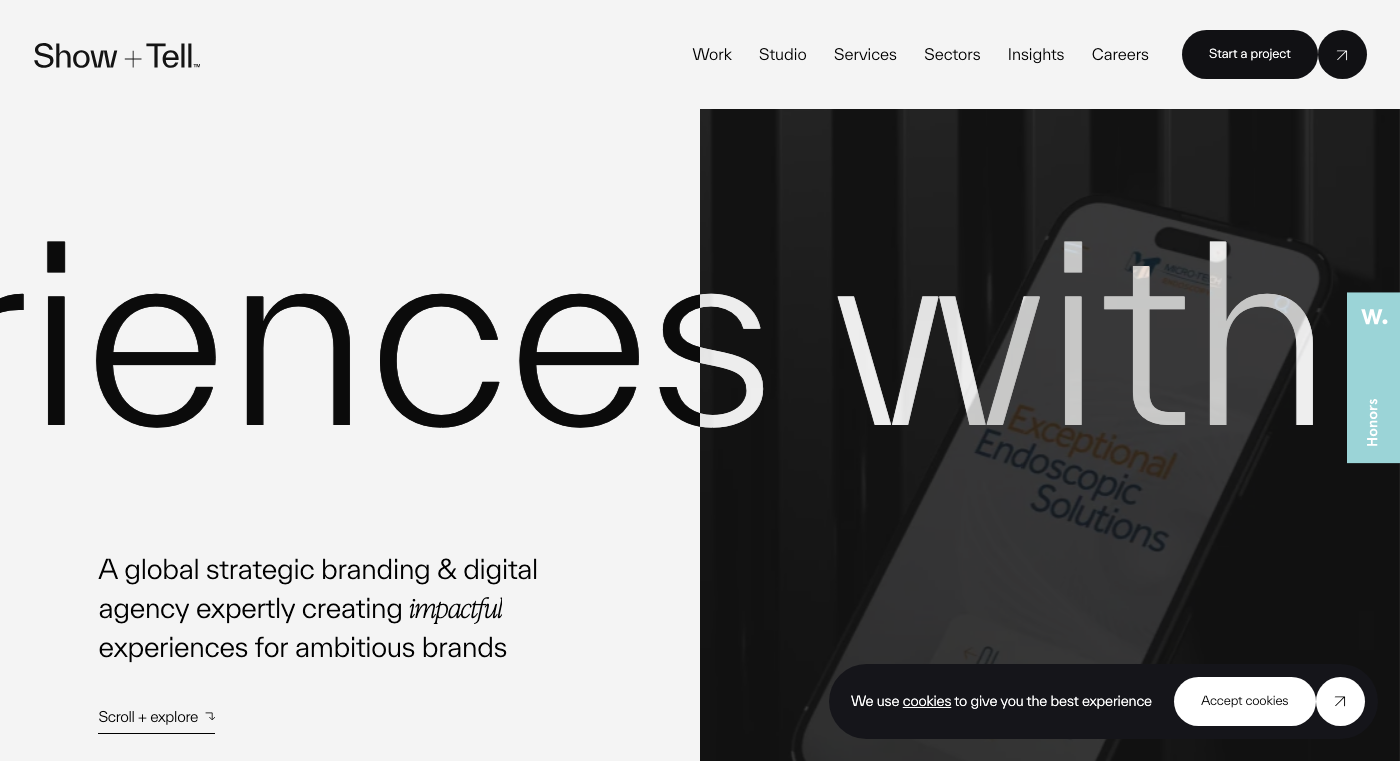 Show + Tell™
Work
Studio
Services
Sectors
Insights
Careers
Start a project
riences with
MICRO-TECH
Exceptional
Endoscopic
Solutions
W.
Honors
A global strategic branding & digital
agency expertly creating impactful
experiences for ambitious brands
Scroll + explore
We use cookies to give you the best experience
Accept cookies